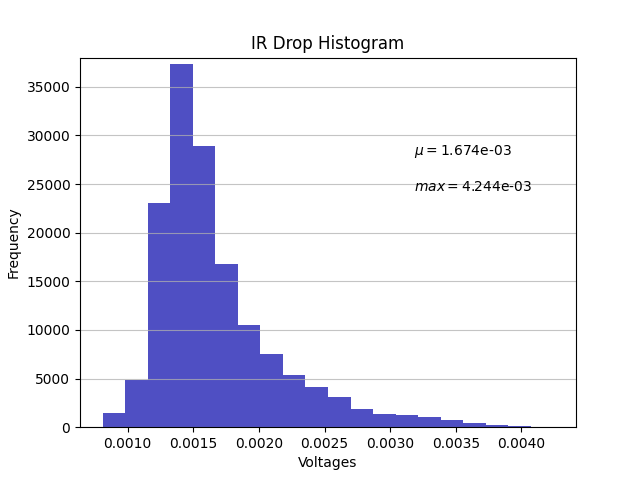 IR Drop Histogram
35000
30000
25000
20000
15000
10000
5000
0
Frequency
μ = 1.674e-03
max = 4.244e-03
0.0010 0.0015 0.0020 0.0025 0.0030 0.0035 0.0040
Voltages